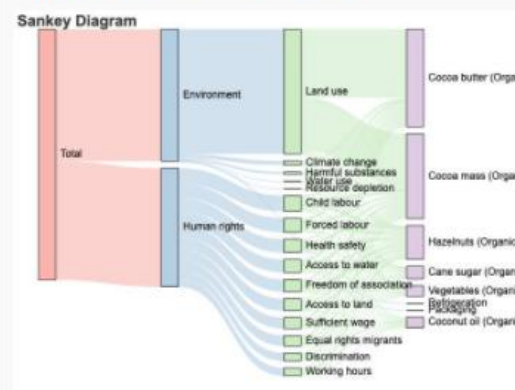 Sankey Diagram
Total
Environment
Human rights
Land use
Climate change
Harmful substances
Water use
Resource depletion
Child labour
Forced labour
Health safety
Access to water
Freedom of association
Access to land
Sufficient wage
Equal rights migrants
Discrimination
Working hours
Cocoa butter (Orga
Cocoa mass (Organ
Hazelnuts (Organic
Cane sugar (Organ
Vegetables (Organi
Refrigeration
Packaging
Coconut oil (Organi